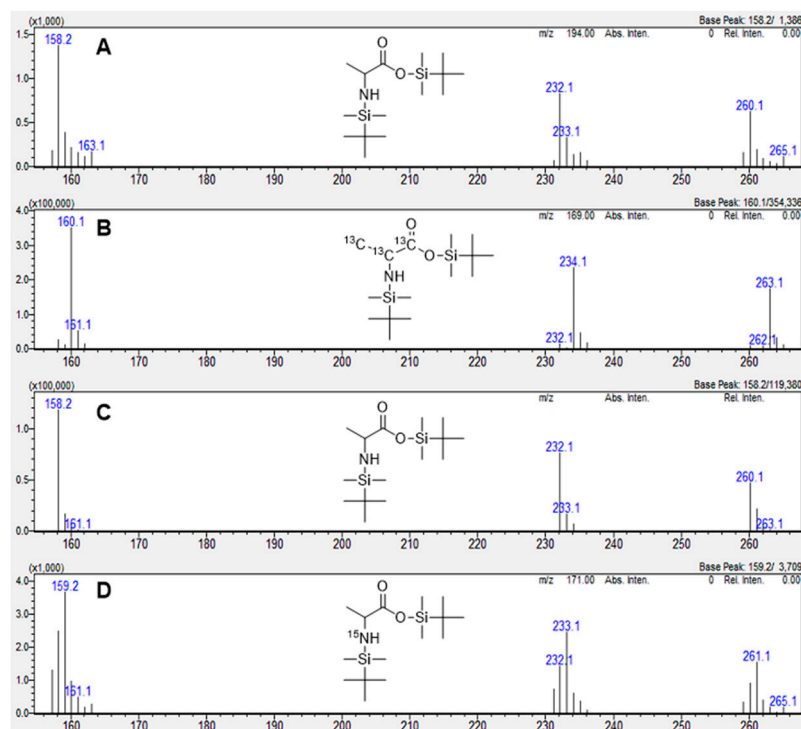 (x1,000) Base Peak: 158.2/ 1,386
m/z 194.00 Abs. Inten. 0 Rel. Inten. 0.00
1.5
1.0
0.5
0.0
A
158.2
163.1
232.1
233.1
260.1
265.1
O
O
Si
NH
Si
160 170 180 190 200 210 220 230 240 250 260
(x100,000) Base Peak: 160.1/354,336
m/z 169.00 Abs. Inten. 0 Rel. Inten. 0.00
4.0
3.0
2.0
1.0
0.0
B
160.1
161.1
232.1
234.1
262.1
263.1
O
13C
13C
13C
O
Si
NH
Si
160 170 180 190 200 210 220 230 240 250 260
(x100,000) Base Peak: 158.2/119,380
m/z Abs. Inten. Rel. Inten.
1.0
0.5
0.0
C
158.2
161.1
232.1
233.1
260.1
263.1
O
O
Si
NH
Si
160 170 180 190 200 210 220 230 240 250 260
(x1,000) Base Peak: 159.2/ 3,709
m/z 171.00 Abs. Inten. 0 Rel. Inten. 0.00
4.0
3.0
2.0
1.0
0.0
D
159.2
161.1
232.1
233.1
261.1
265.1
O
O
Si
15NH
Si
160 170 180 190 200 210 220 230 240 250 260